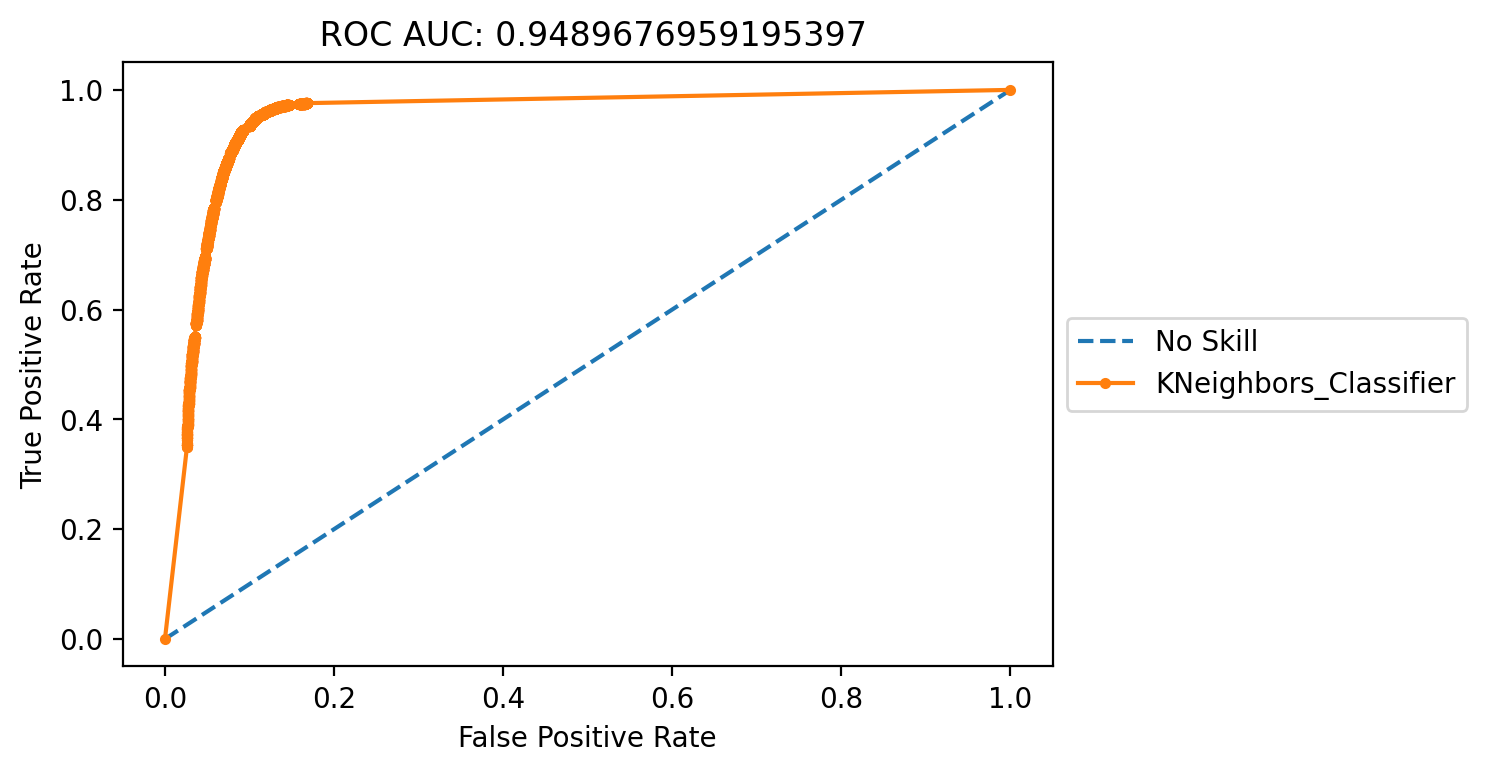 ROC AUC: 0.9489676959195397
1.0
0.8
0.6
0.4
0.2
0.0
True Positive Rate
0.0 0.2 0.4 0.6 0.8 1.0
False Positive Rate
No Skill
KNeighbors_Classifier